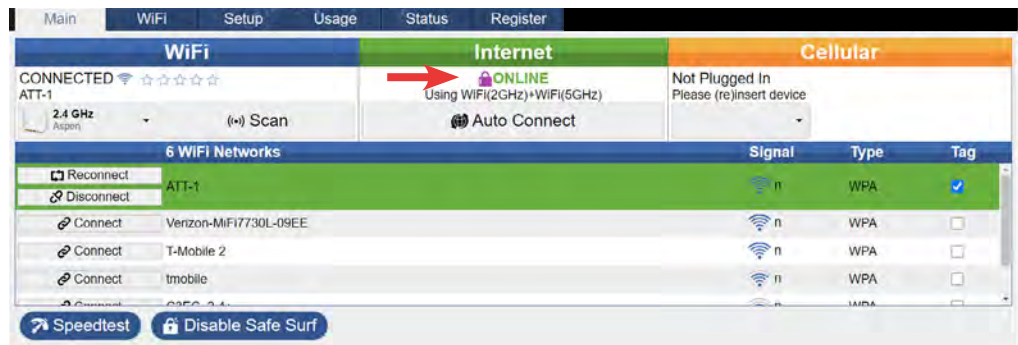 Main WiFi Setup Usage Status Register
WiFi Internet Cellular
CONNECTED ONLINE Not Plugged In
ATT-1 Using WiFi(2GHz)+WiFi(5GHz) Please (re)insert device
2.4 GHz Scan Auto Connect
Aspen
6 WiFi Networks Signal Type Tag
Reconnect
ATT-1 n WPA
Disconnect
Connect Verizon-MiFi7730L-09EE n WPA
Connect T-Mobile 2 n WPA
Connect tmobile n WPA
Connect WPA
Speedtest Disable Safe Surf